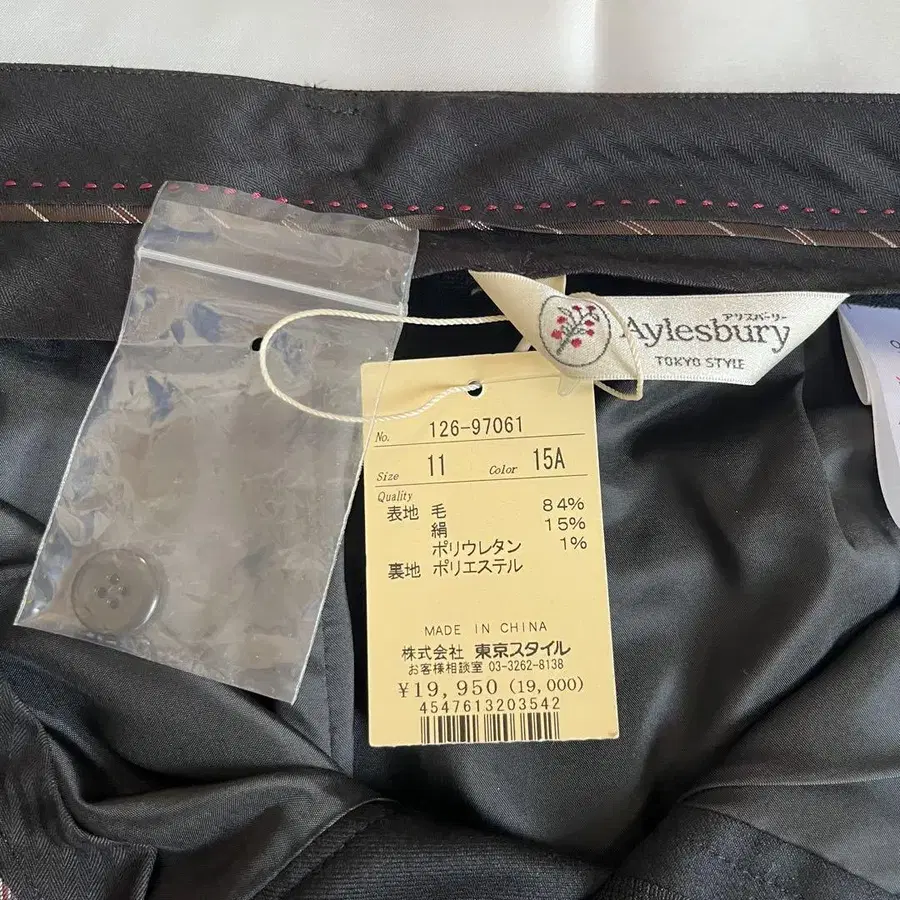 アリスバーリー
Aylesbury
TOKYO STYLE
No. 126-97061
Size 11 Color 15A
Quality
表地 毛 84%
絹 15%
ポリウレタン 1%
裏地 ポリエステル
MADE IN CHINA
株式会社 東京スタイル
お客様相談室 03-3262-8138
¥19,950 (19,000)
4547613203542